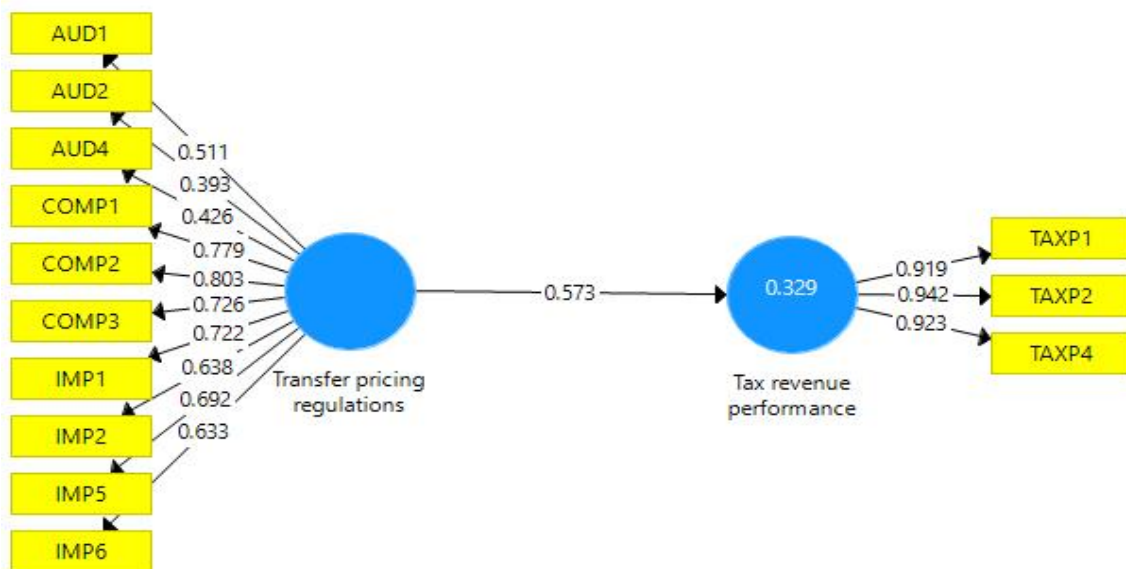 AUD1
AUD2
AUD4
COMP1
COMP2
COMP3
IMP1
IMP2
IMP5
IMP6
0.511
0.393
0.426
0.779
0.803
0.726
0.722
0.638
0.692
0.633
Transfer pricing
regulations
0.573
0.329
Tax revenue
performance
0.919
0.942
0.923
TAXP1
TAXP2
TAXP4